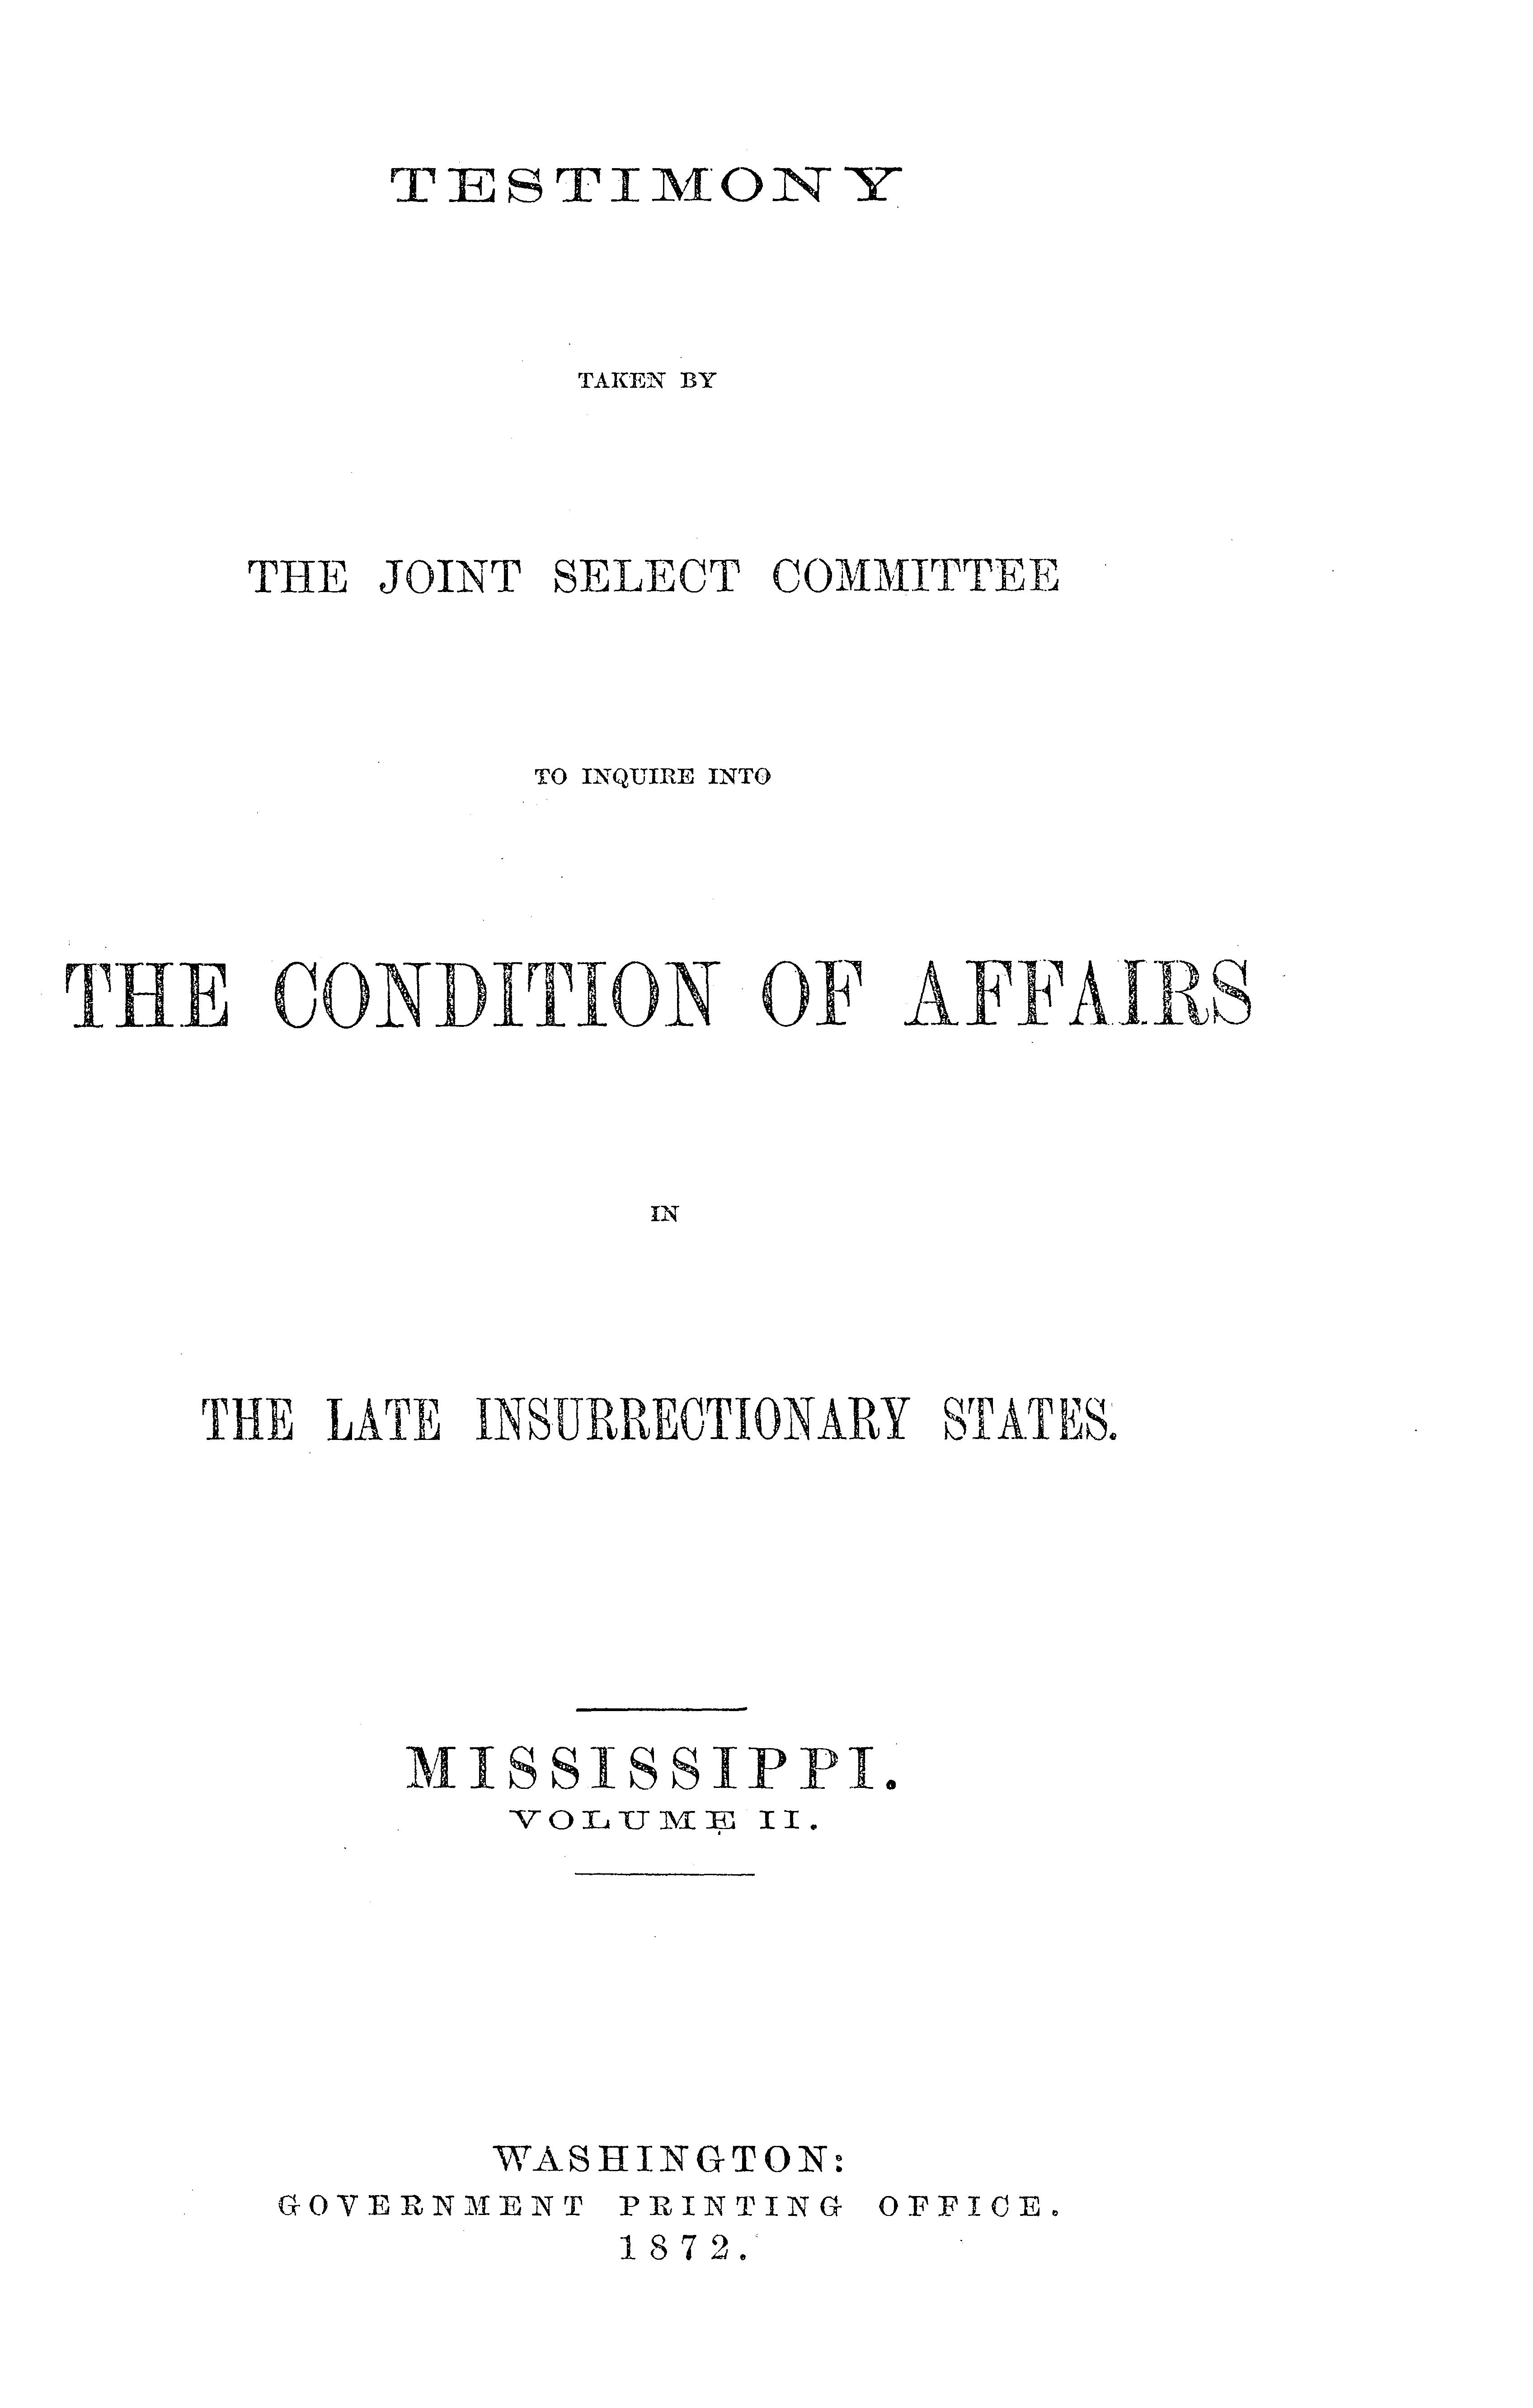 TESTIMONY
TAKEN BY
THE JOINT SELECT COMMITTEE
TO INQUIRE INTO
THE CONDITION OF AFFAIRS
IN
THE LATE INSURRECTIONARY STATES.
MISSISSIPPI.
VOLUME II.
WASHINGTON:
GOVERNMENT PRINTING OFFICE.
1872.